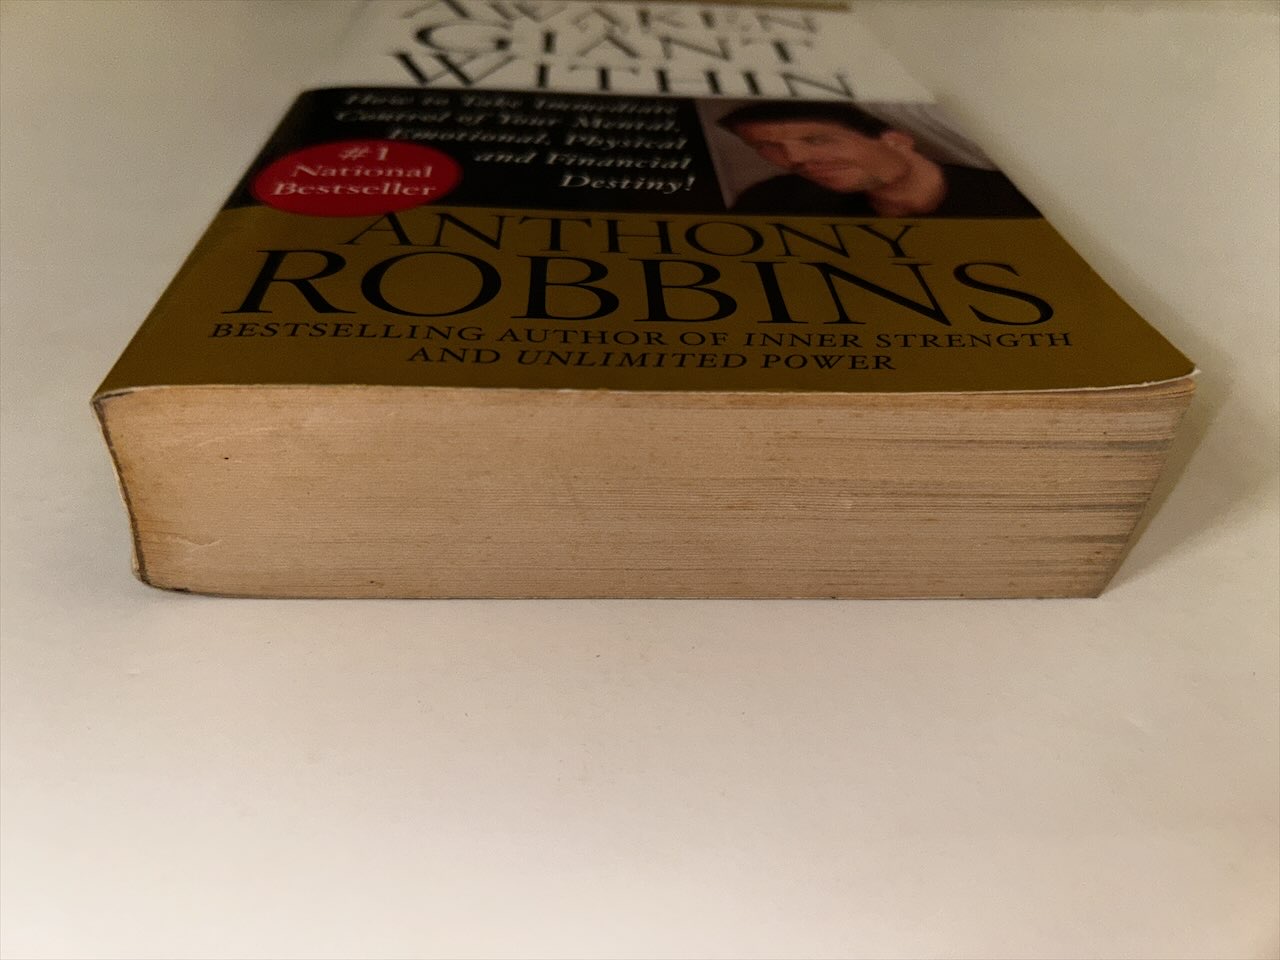 AWAKEN
GIANT
WITHIN
How to Take Immediate
Control of Your Mental,
Emotional, Physical
and Financial
Destiny!
#1
National
Bestseller
ANTHONY
ROBBINS
BESTSELLING AUTHOR OF INNER STRENGTH
AND UNLIMITED POWER